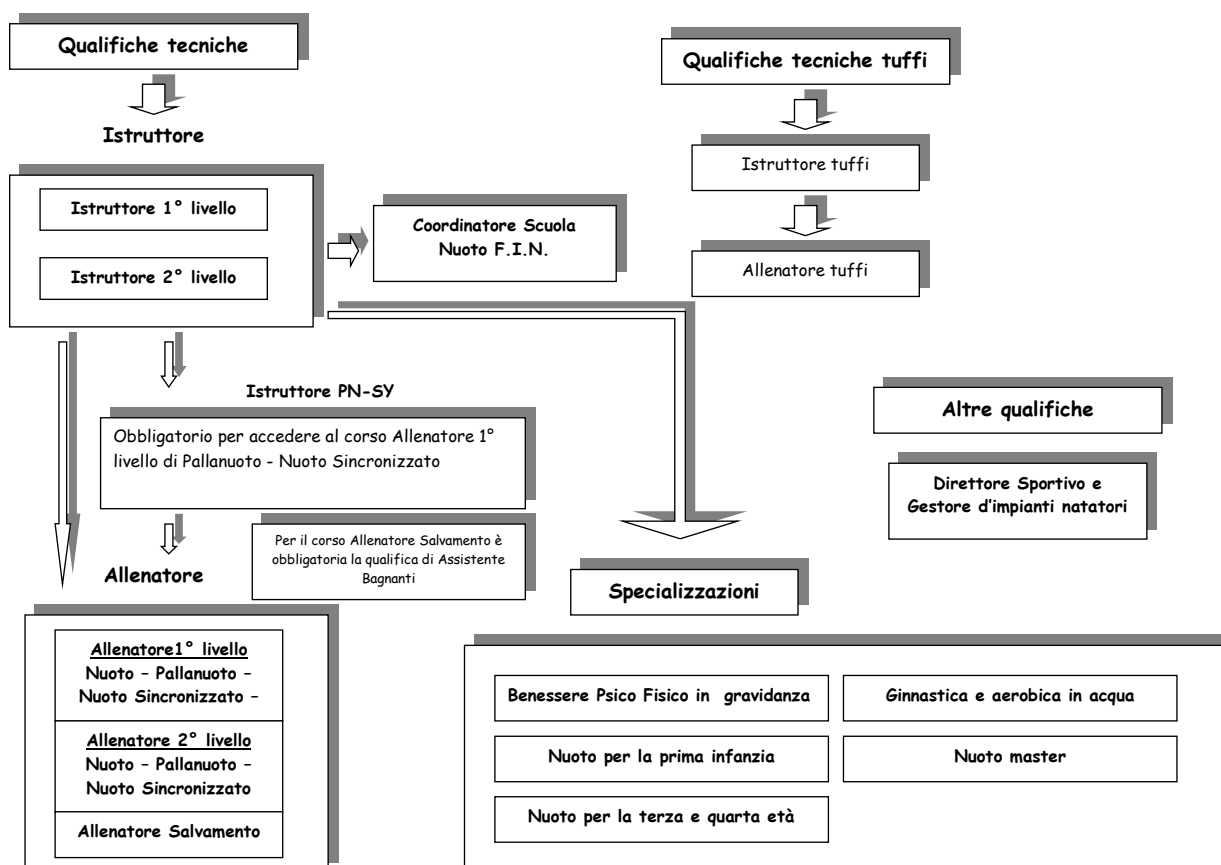 Qualifiche tecniche
Istruttore
Istruttore 1° livello
Istruttore 2° livello
Coordinatore Scuola
Nuoto F.I.N.
Qualifiche tecniche tuffi
Istruttore tuffi
Allenatore tuffi
Istruttore PN-SY
Obbligatorio per accedere al corso Allenatore 1°
livello di Pallanuoto - Nuoto Sincronizzato
Per il corso Allenatore Salvamento è
obbligatoria la qualifica di Assistente
Bagnanti
Allenatore
Allenatore1° livello
Nuoto – Pallanuoto –
Nuoto Sincronizzato –
Allenatore 2° livello
Nuoto – Pallanuoto –
Nuoto Sincronizzato
Allenatore Salvamento
Altre qualifiche
Direttore Sportivo e
Gestore d'impianti natatori
Specializzazioni
Benessere Psico Fisico in gravidanza
Ginnastica e aerobica in acqua
Nuoto per la prima infanzia
Nuoto master
Nuoto per la terza e quarta età